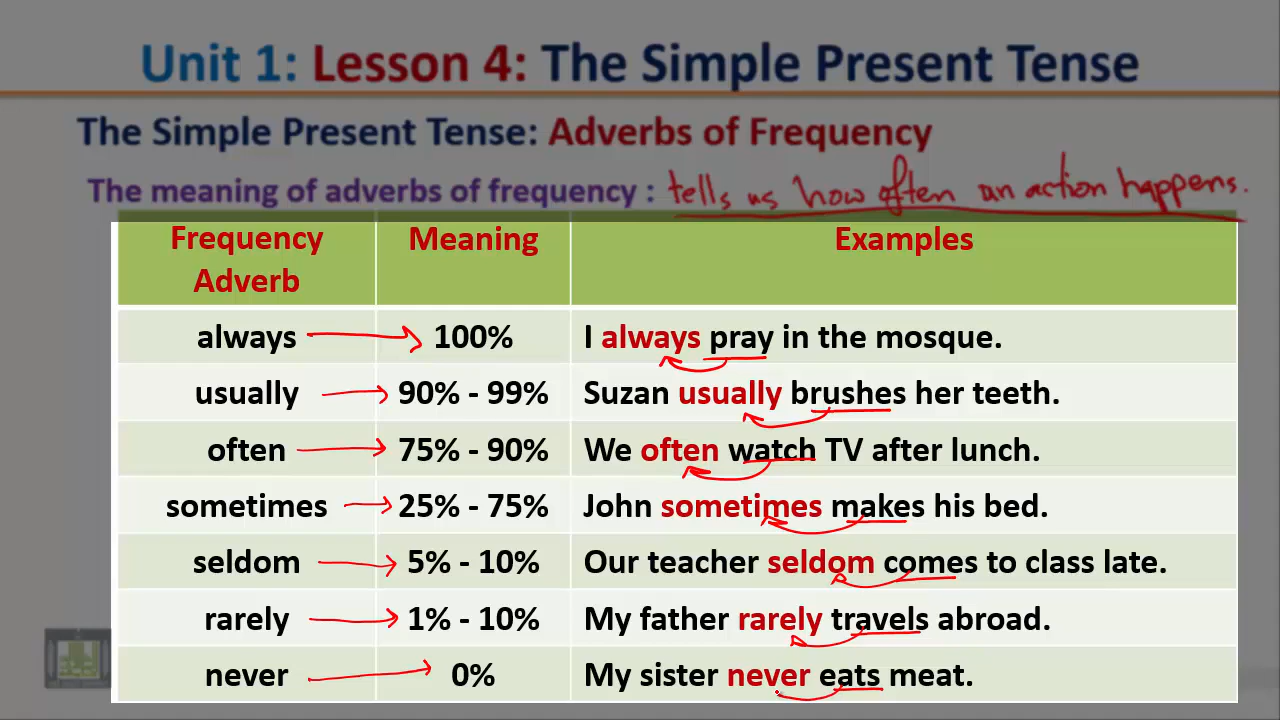 Unit 1: Lesson 4: The Simple Present Tense
The Simple Present Tense: Adverbs of Frequency
The meaning of adverbs of frequency : tells us how often an action happens.
Frequency Adverb Meaning Examples
always 100% I always pray in the mosque.
usually 90% - 99% Suzan usually brushes her teeth.
often 75% - 90% We often watch TV after lunch.
sometimes 25% - 75% John sometimes makes his bed.
seldom 5% - 10% Our teacher seldom comes to class late.
rarely 1% - 10% My father rarely travels abroad.
never 0% My sister never eats meat.